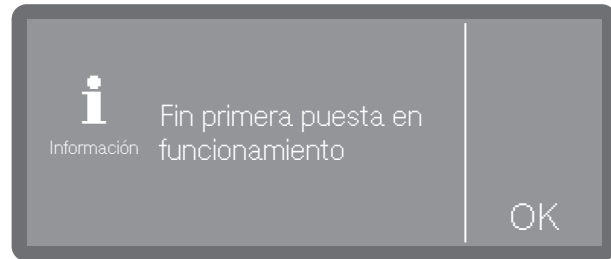 Información
Fin primera puesta en
funcionamiento
OK